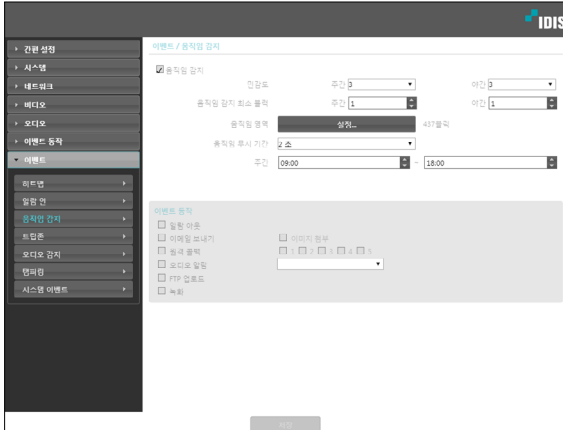 IDIS
간편 설정
시스템
네트워크
비디오
오디오
이벤트 동작
이벤트
히트맵
알람 인
움직임 감지
트립존
오디오 감지
탬퍼링
시스템 이벤트
이벤트 / 움직임 감지
움직임 감지
민감도 주간 3 야간 3
움직임 감지 최소 블럭 주간 1 야간 1
움직임 영역 설정... 437블럭
움직임 무시 기간 2 초
주간 09:00 ~ 18:00
이벤트 동작
알람 아웃
이메일 보내기 이미지 첨부
원격 콜백 1 2 3 4 5
오디오 알림
FTP 업로드
녹화
저장